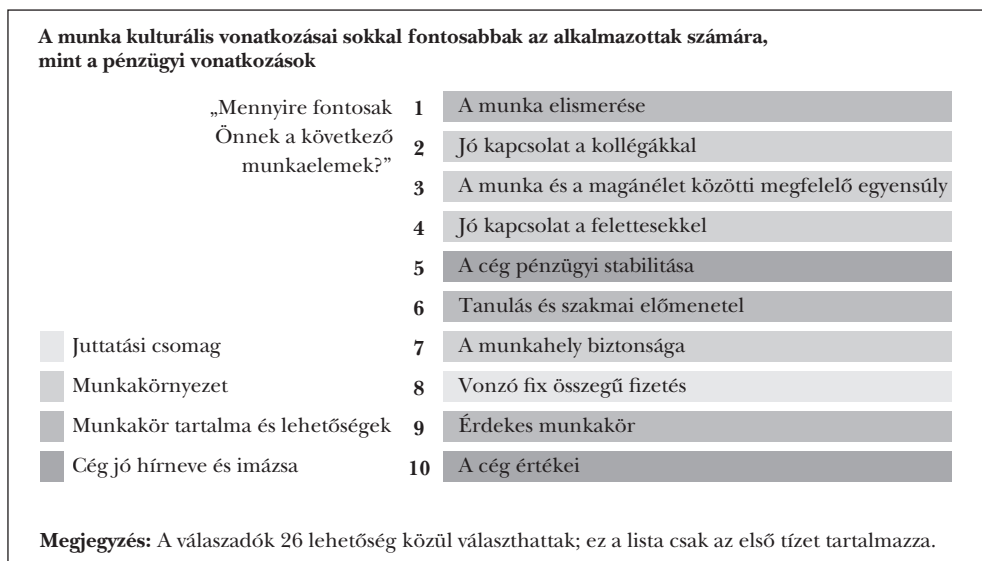 A munka kulturális vonatkozásai sokkal fontosabbak az alkalmazottak számára,
mint a pénzügyi vonatkozások
„Mennyire fontosak
Önnek a következő
munkaelemek?”
1 A munka elismerése
2 Jó kapcsolat a kollégákkal
3 A munka és a magánélet közötti megfelelő egyensúly
4 Jó kapcsolat a felettesekkel
5 A cég pénzügyi stabilitása
6 Tanulás és szakmai előmenetel
7 A munkahely biztonsága
8 Vonzó fix összegű fizetés
9 Érdekes munkakör
10 A cég értékei
Juttatási csomag
Munkakörnyezet
Munkakör tartalma és lehetőségek
Cég jó hírneve és imázsa
Megjegyzés: A válaszadók 26 lehetőség közül választhattak; ez a lista csak az első tízet tartalmazza.